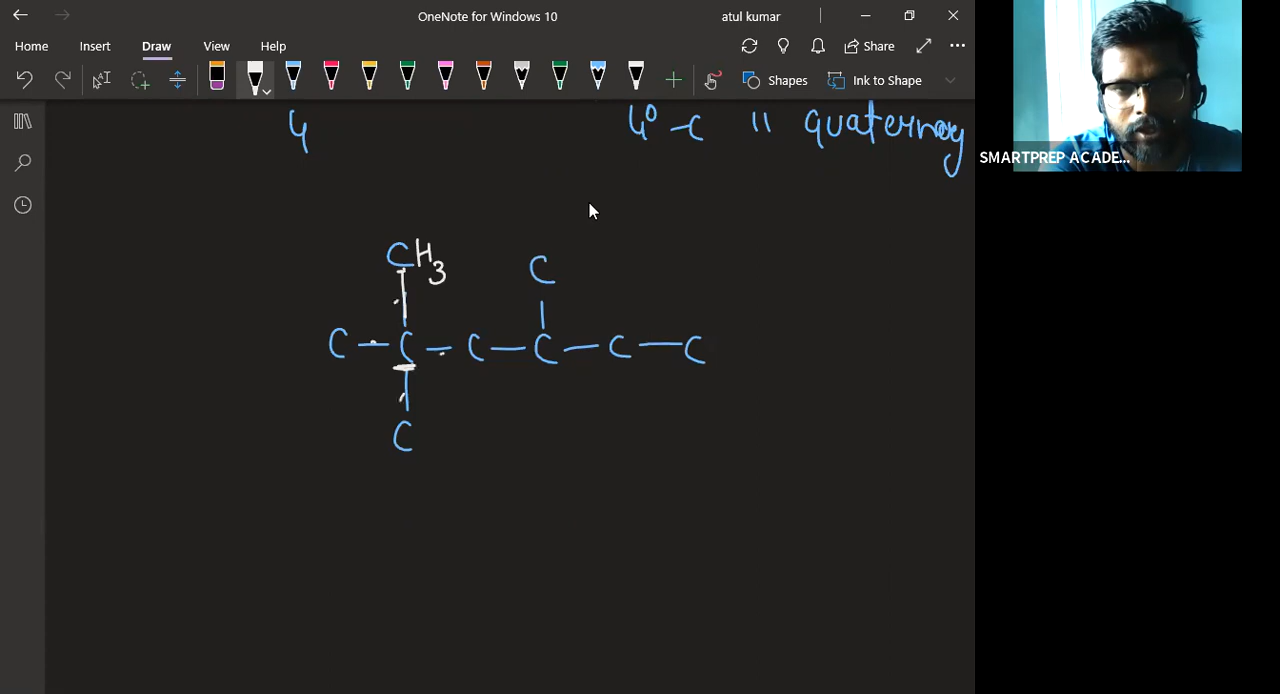 OneNote for Windows 10
atul kumar
Home Insert Draw View Help
Share
Shapes
Ink to Shape
4
4° -C " quaternary
SMARTPREP ACADE...
CH3 C
C - C - C - C - C - C
C